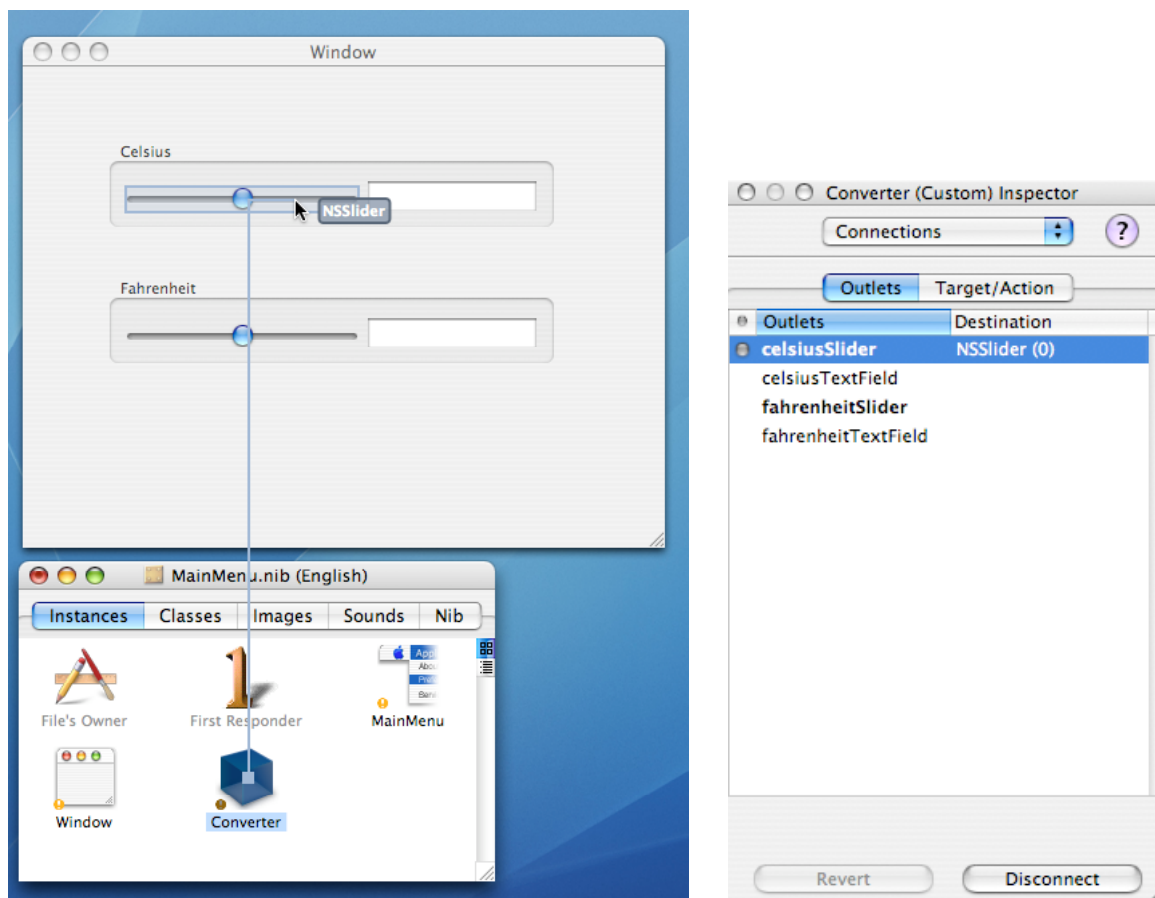 Window
Celsius
NSSlider
Fahrenheit
MainMenu.nib (English)
Instances Classes Images Sounds Nib
1
File's Owner First Responder MainMenu
Window Converter
Converter (Custom) Inspector
Connections
?
Outlets Target/Action
Outlets Destination
celsiusSlider NSSlider (0)
celsiusTextField
fahrenheitSlider
fahrenheitTextField
Revert Disconnect